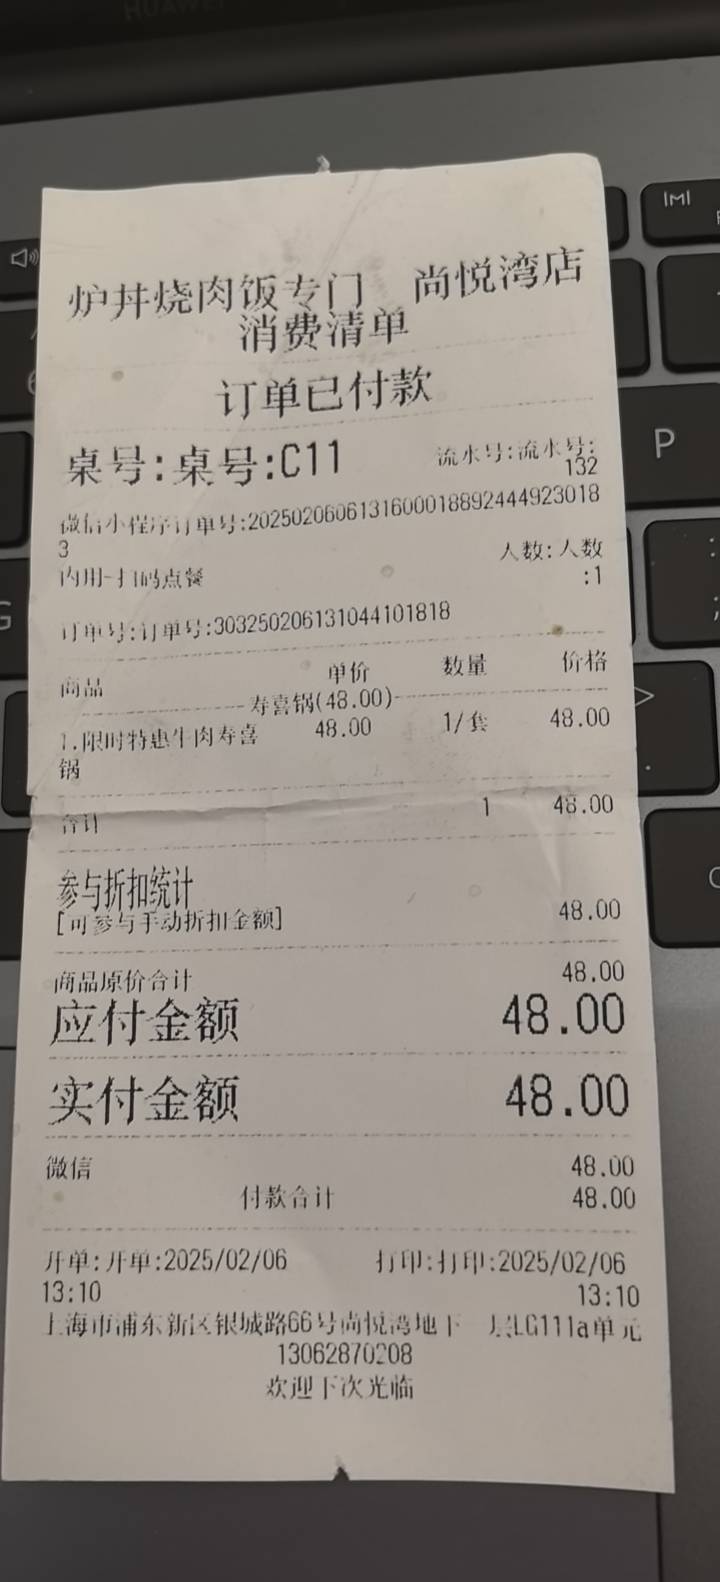 HUAWEI
炉丼烧肉饭专门 尚悦湾店
消费清单
订单已付款
桌号:桌号:C11
流水号:流水号:
132
微信小程序订单号:2025020606131600018892444923018
3
人数:人数
内用-扫码点餐
:1
订单号:订单号:303250206131044101818
商品 单价 数量 价格
寿喜锅(48.00)
1.限时特惠牛肉寿喜 48.00 1/套 48.00
锅
合计 1 48.00
参与折扣统计
[可参与手动折扣金额] 48.00
商品原价合计 48.00
应付金额 48.00
实付金额 48.00
微信 48.00
付款合计 48.00
开单:开单:2025/02/06 打印:打印:2025/02/06
13:10 13:10
上海市浦东新区银城路66号尚悦湾地下 层LG111a单元
13062870208
欢迎下次光临
P
G